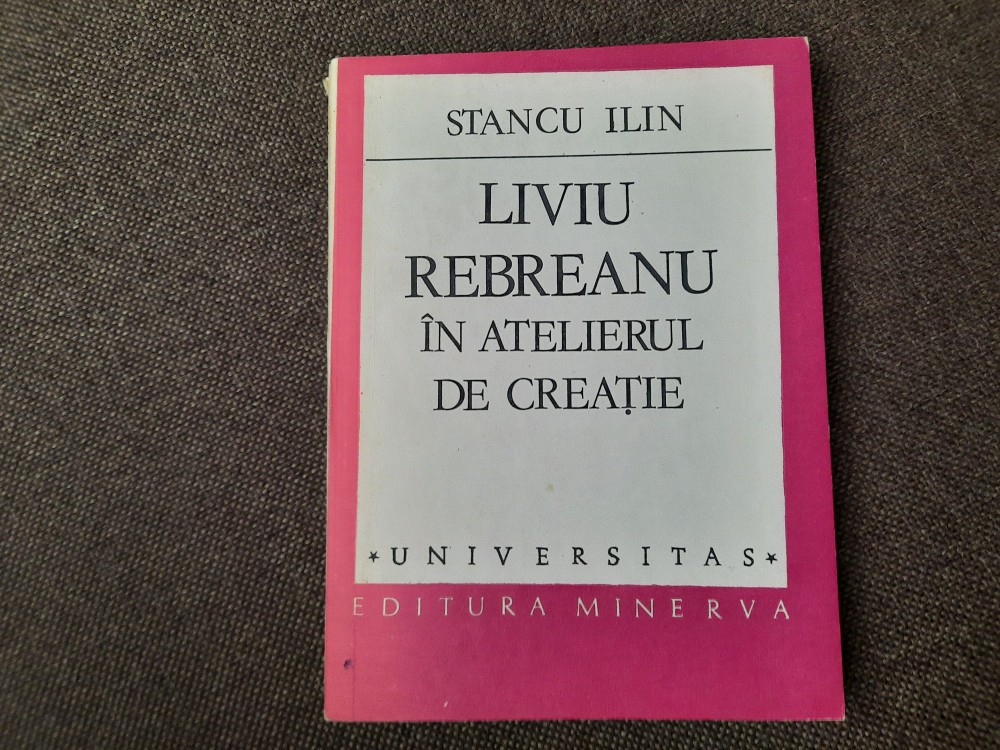 STANCU ILIN
LIVIU
REBREANU
ÎN ATELIERUL
DE CREAȚIE
*UNIVERSITAS*
EDITURA MINERVA